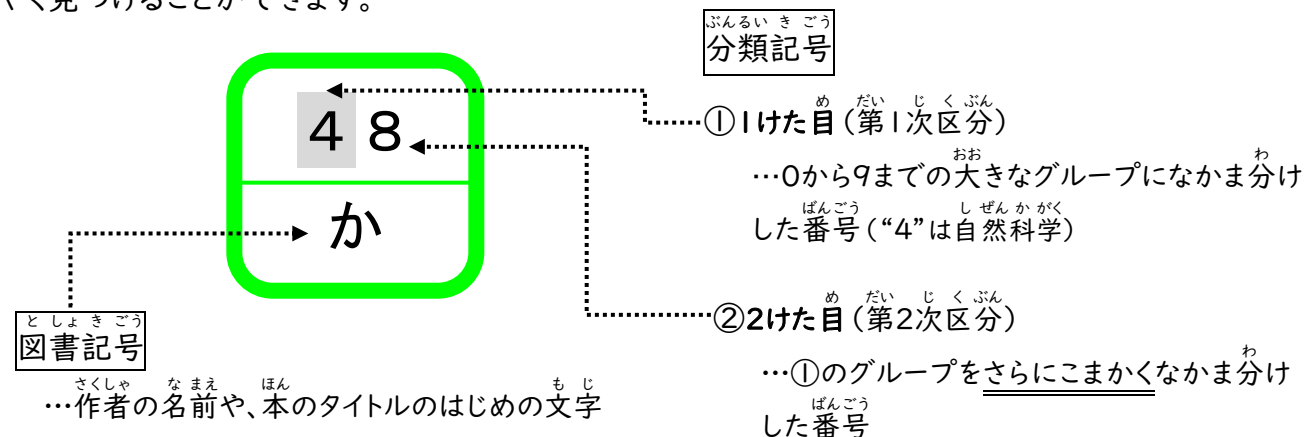 やく見つけることができます。
分類記号
ぶんるいきごう
48
か
①1けた目(第1次区分)
め だい じくぶん
…0から9までの大きなグループになかま分け
おお わ
した番号(“4”は自然科学)
ばんごう しぜんかがく
②2けた目(第2次区分)
め だい じくぶん
…①のグループをさらにこまかくなかま分け
わ
した番号
ばんごう
図書記号
としょきごう
…作者の名前や、本のタイトルのはじめの文字
さくしゃ なまえ ほん もじ